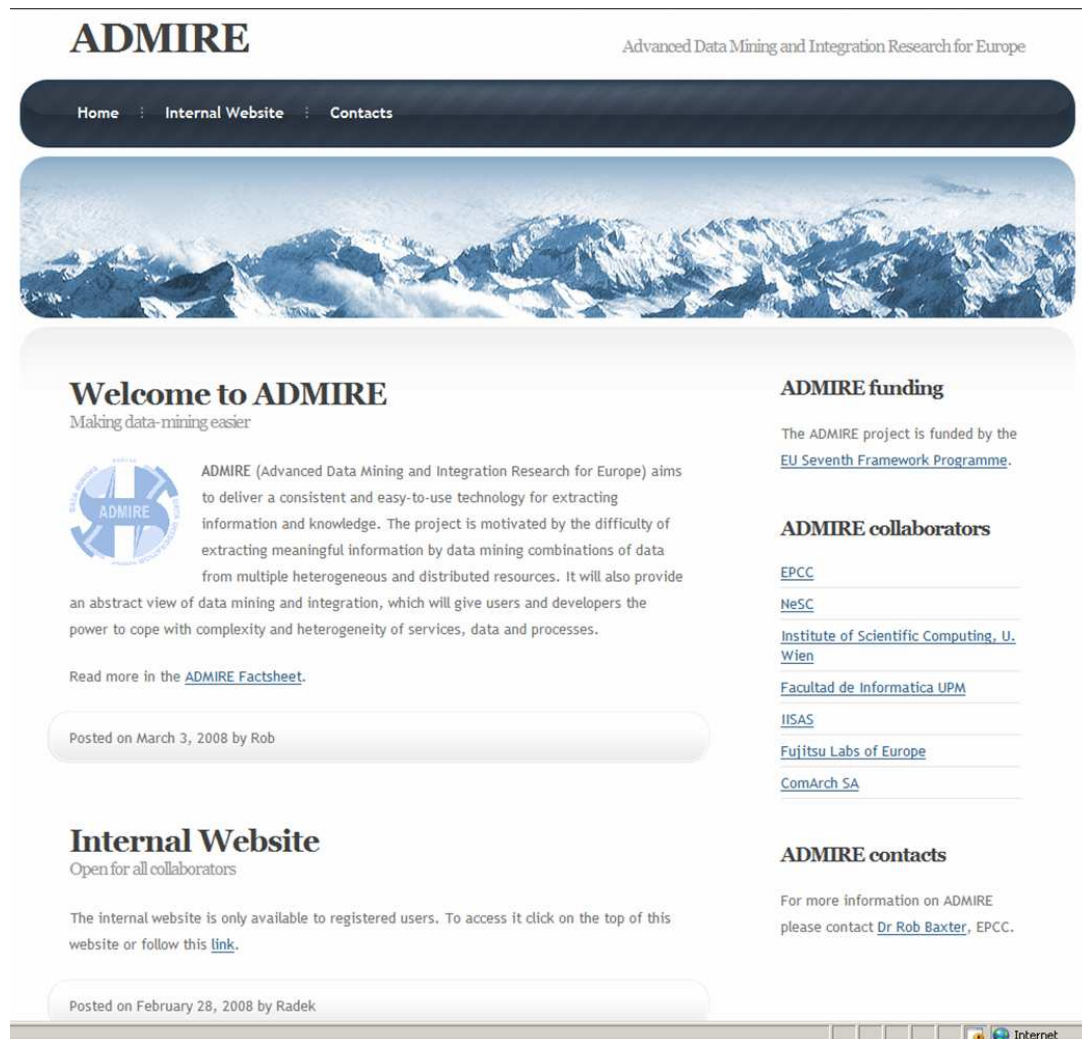 ADMIRE
Advanced Data Mining and Integration Research for Europe
Home
Internal Website
Contacts
Welcome to ADMIRE
Making data-mining easier
ADMIRE
ADMIRE (Advanced Data Mining and Integration Research for Europe) aims
to deliver a consistent and easy-to-use technology for extracting
information and knowledge. The project is motivated by the difficulty of
extracting meaningful information by data mining combinations of data
from multiple heterogeneous and distributed resources. It will also provide
an abstract view of data mining and integration, which will give users and developers the
power to cope with complexity and heterogeneity of services, data and processes.
Read more in the ADMIRE Factsheet.
Posted on March 3, 2008 by Rob
Internal Website
Open for all collaborators
The internal website is only available to registered users. To access it click on the top of this
website or follow this link.
Posted on February 28, 2008 by Radek
ADMIRE funding
The ADMIRE project is funded by the
EU Seventh Framework Programme.
ADMIRE collaborators
EPCC
NeSC
Institute of Scientific Computing, U.
Wien
Facultad de Informatica UPM
IISAS
Fujitsu Labs of Europe
ComArch SA
ADMIRE contacts
For more information on ADMIRE
please contact Dr Rob Baxter, EPCC.
Internet